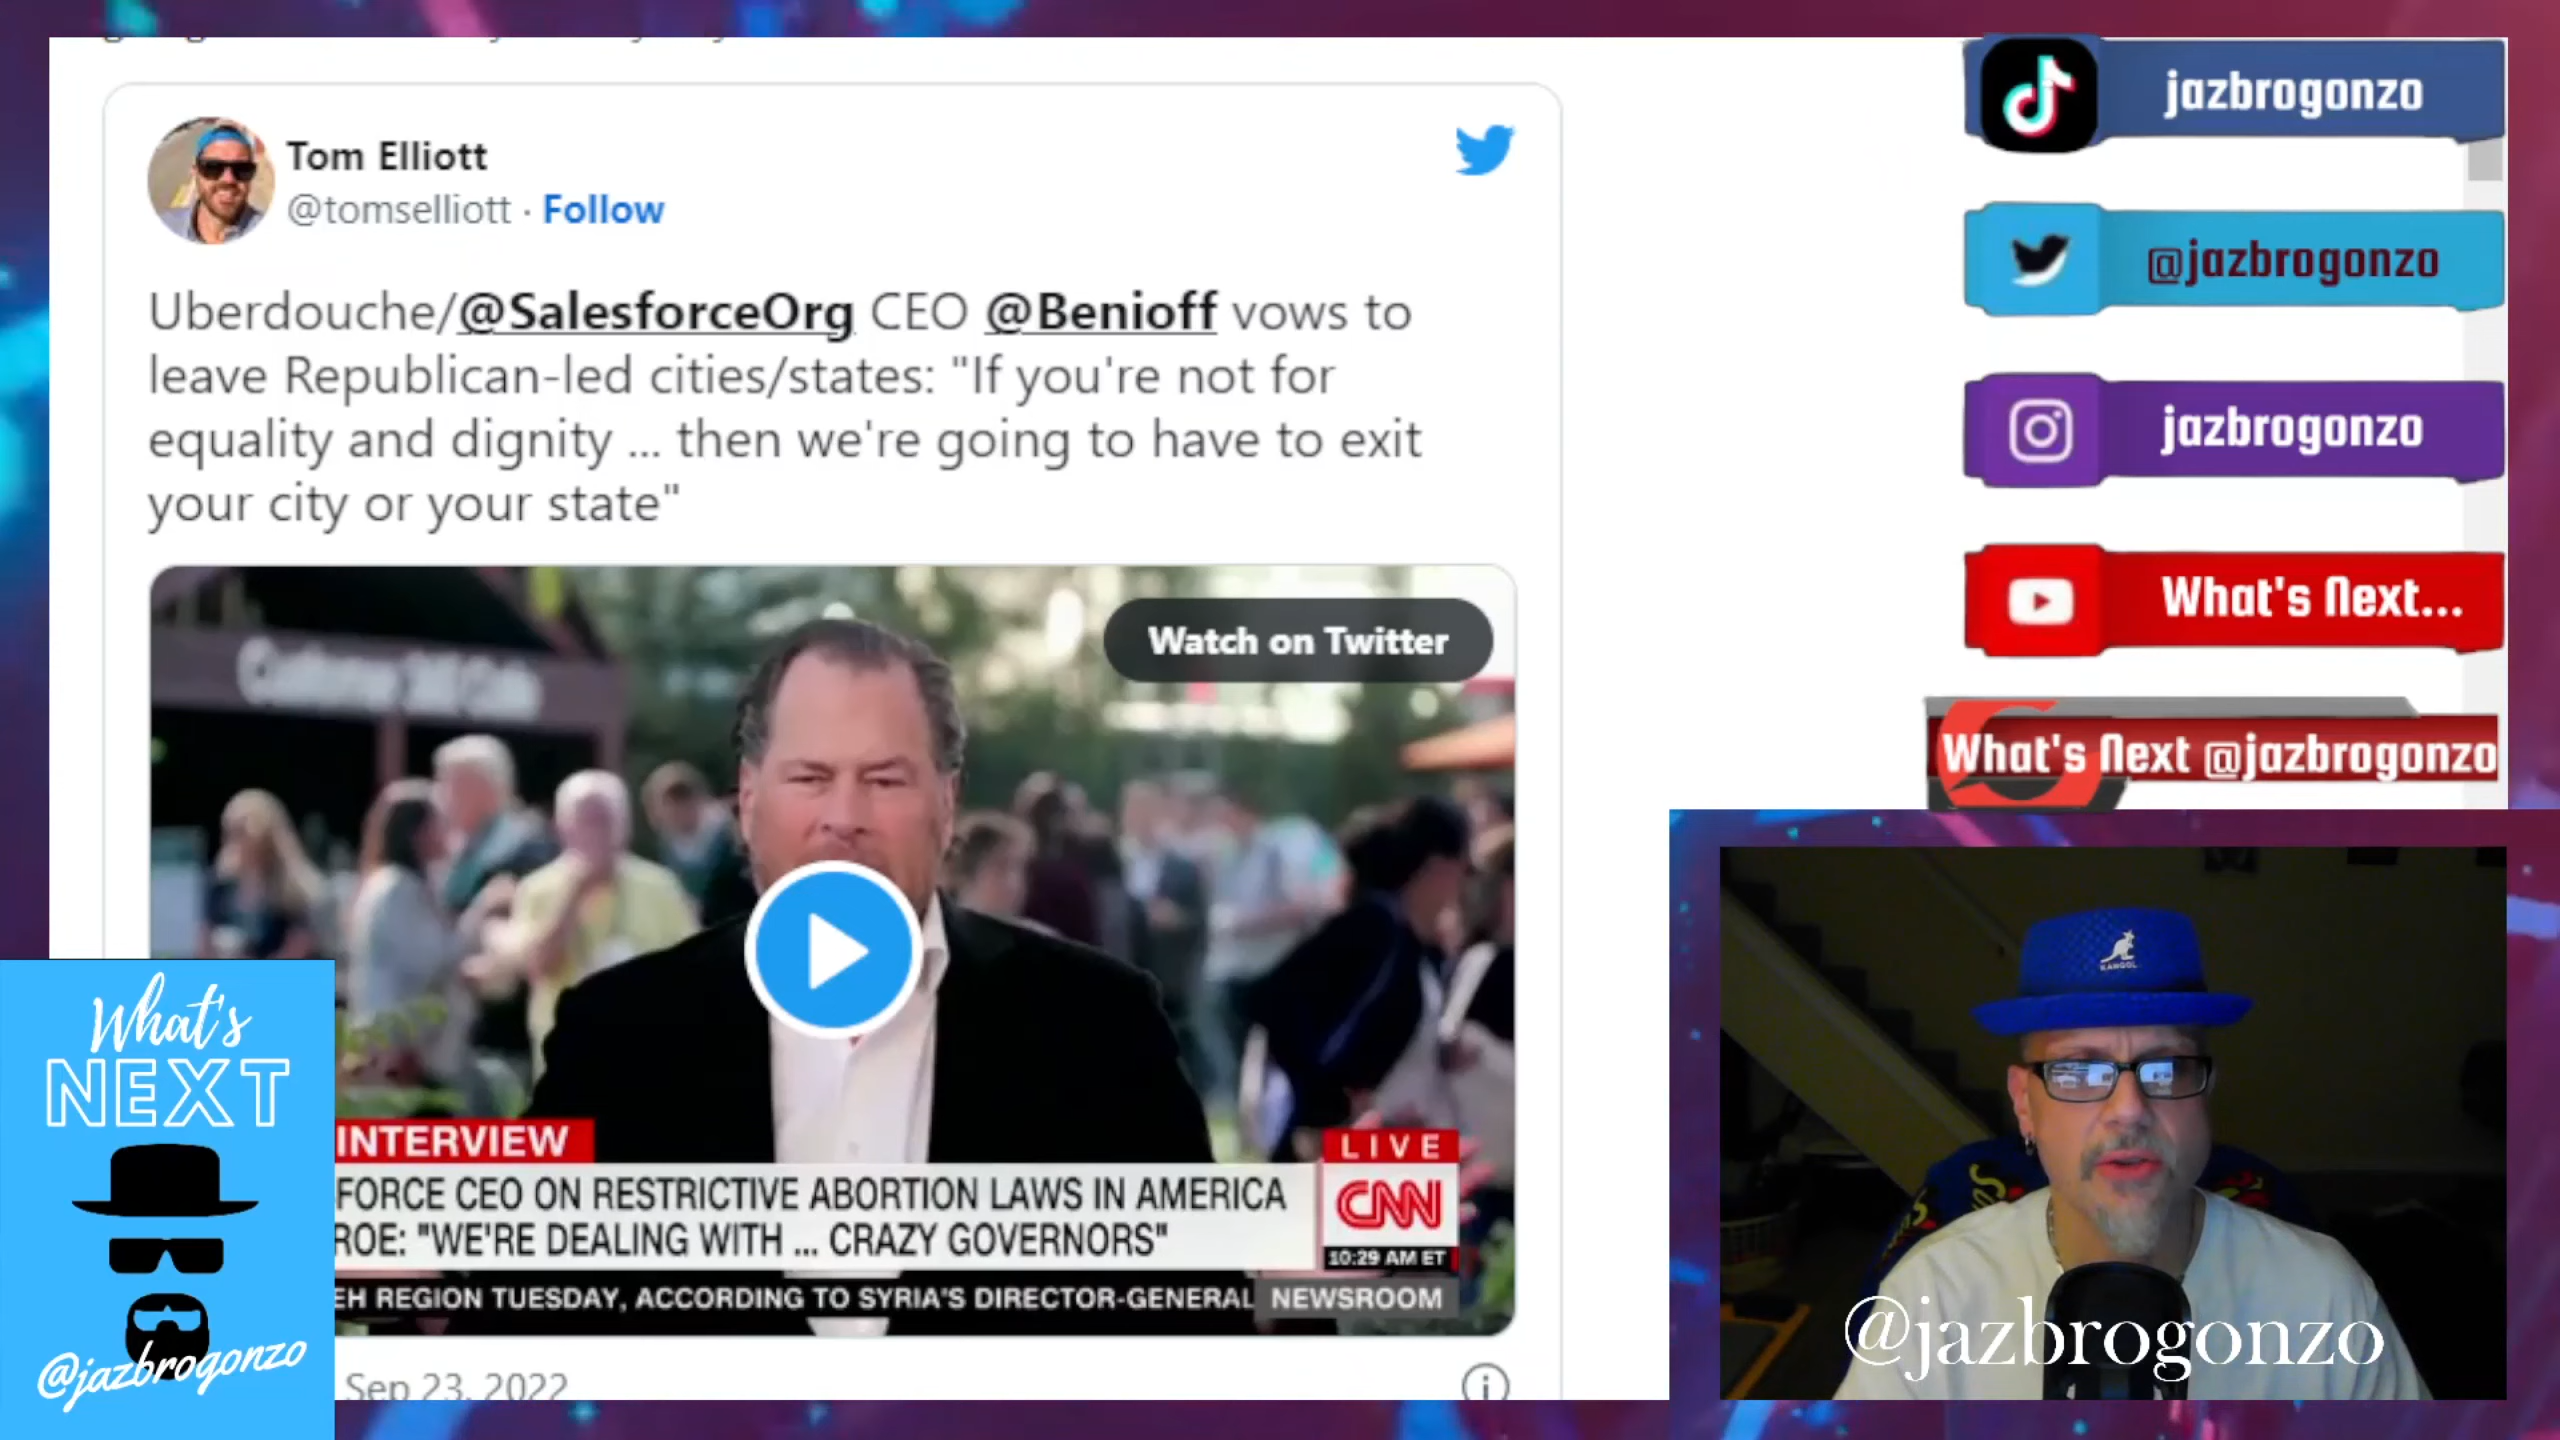 Tom Elliott
@tomselliott · Follow
Uberdouche/@SalesforceOrg CEO @Benioff vows to
leave Republican-led cities/states: "If you're not for
equality and dignity ... then we're going to have to exit
your city or your state"
Watch on Twitter
INTERVIEW
FORCE CEO ON RESTRICTIVE ABORTION LAWS IN AMERICA
ROE: "WE'RE DEALING WITH ... CRAZY GOVERNORS"
LIVE
CNN
10:29 AM ET
EH REGION TUESDAY, ACCORDING TO SYRIA'S DIRECTOR-GENERAL
NEWSROOM
Sep 23, 2022
jazbrogonzo
@jazbrogonzo
jazbrogonzo
What's Next...
What's Next @jazbrogonzo
What's
NEXT
@jazbrogonzo
KANGOL
@jazbrogonzo